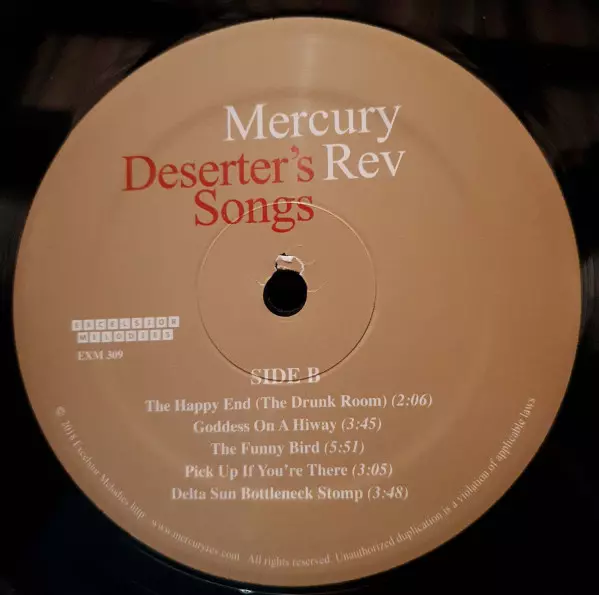 Mercury
Deserter's Rev
Songs
EXCELSIOR
MELODIES
EXM 309
SIDE B
The Happy End (The Drunk Room) (2:06)
Goddess On A Hiway (3:45)
The Funny Bird (5:51)
Pick Up If You're There (3:05)
Delta Sun Bottleneck Stomp (3:48)
Excelsior Melodies http www.mercuryrev.com All rights reserved. Unauthorized duplication is a violation of applicable laws